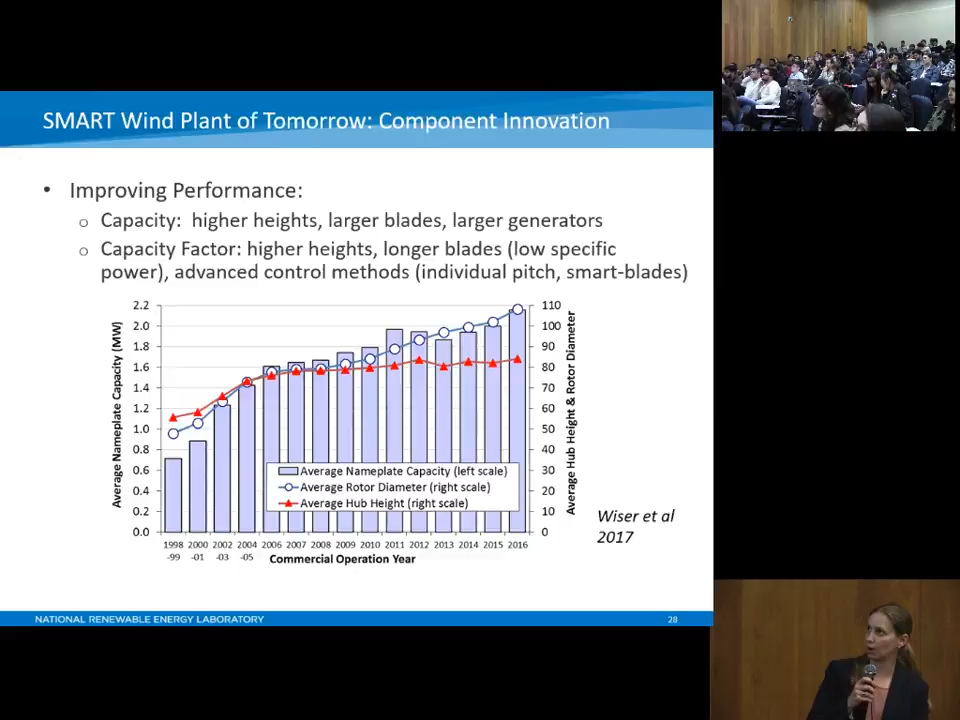 SMART Wind Plant of Tomorrow: Component Innovation
• Improving Performance:
o Capacity: higher heights, larger blades, larger generators
o Capacity Factor: higher heights, longer blades (low specific
power), advanced control methods (individual pitch, smart-blades)
Average Nameplate Capacity (MW)
2.2
2.0
1.8
1.6
1.4
1.2
1.0
0.8
0.6
0.4
0.2
0.0
110
100
90
80
70
60
50
40
30
20
10
0
Average Hub Height & Rotor Diameter
Average Nameplate Capacity (left scale)
Average Rotor Diameter (right scale)
Average Hub Height (right scale)
1998 2000 2002 2004 2006 2007 2008 2009 2010 2011 2012 2013 2014 2015 2016
-99 -01 -03 -05
Commercial Operation Year
Wiser et al
2017
NATIONAL RENEWABLE ENERGY LABORATORY
28